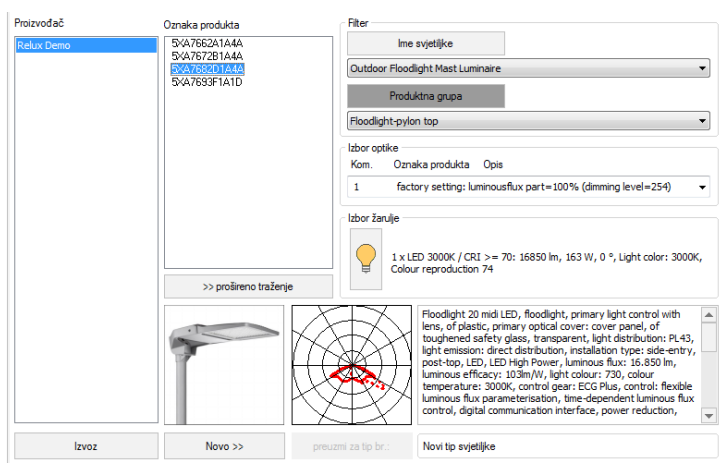 Proizvođač
Relux Demo
Oznaka produkta
5XA7662A1A4A
5XA7672B1A4A
5XA7682D1A4A
5XA7693F1A1D
>> prošireno traženje
Filter
Ime svjetiljke
Outdoor Floodlight Mast Luminaire
Produktna grupa
Floodlight-pylon top
Izbor optike
Kom. Oznaka produkta Opis
1 factory setting: luminousflux part=100% (dimming level=254)
Izbor žarulje
1 x LED 3000K / CRI >= 70: 16850 lm, 163 W, 0 °, Light color: 3000K,
Colour reproduction 74
Floodlight 20 midi LED, floodlight, primary light control with
lens, of plastic, primary optical cover: cover panel, of
toughened safety glass, transparent, light distribution: PL43,
light emission: direct distribution, installation type: side-entry,
post-top, LED, LED High Power, luminous flux: 16.850 lm,
luminous efficacy: 103lm/W, light colour: 730, colour
temperature: 3000K, control gear: ECG Plus, control: flexible
luminous flux parameterisation, time-dependent luminous flux
control, digital communication interface, power reduction,
Izvoz
Novo >>
preuzmi za tip br.:
Novi tip svjetiljke